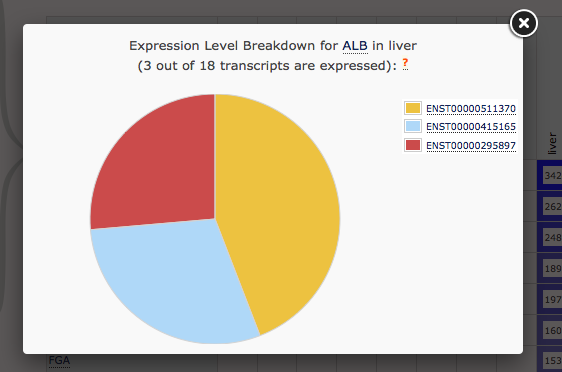 Expression Level Breakdown for ALB in liver
(3 out of 18 transcripts are expressed): ?
ENST00000511370
ENST00000415165
ENST00000295897
liver
342
262
248
189
197
160
FGA
153